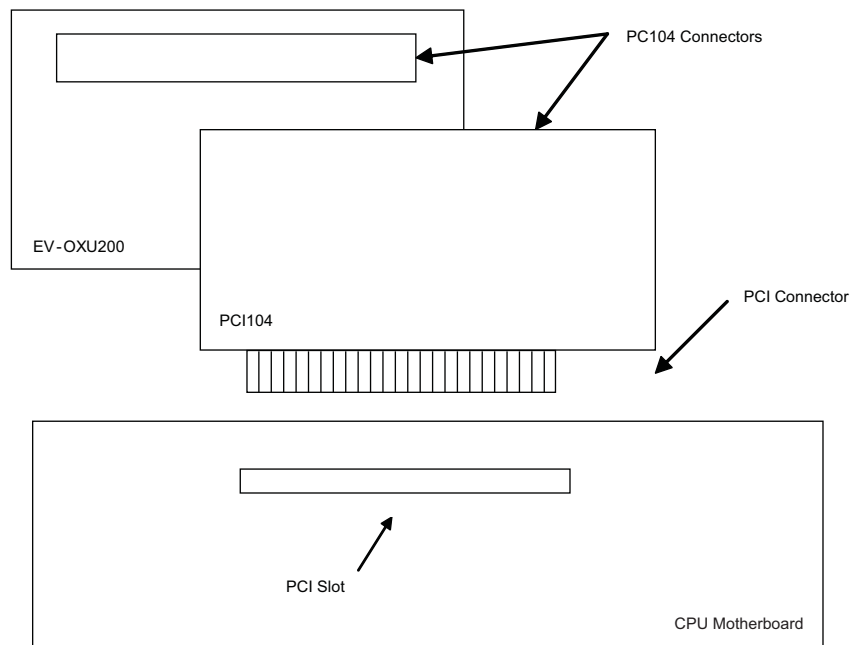 PC104 Connectors
EV-OXU200
PCI Connector
PCI104
PCI Slot
CPU Motherboard